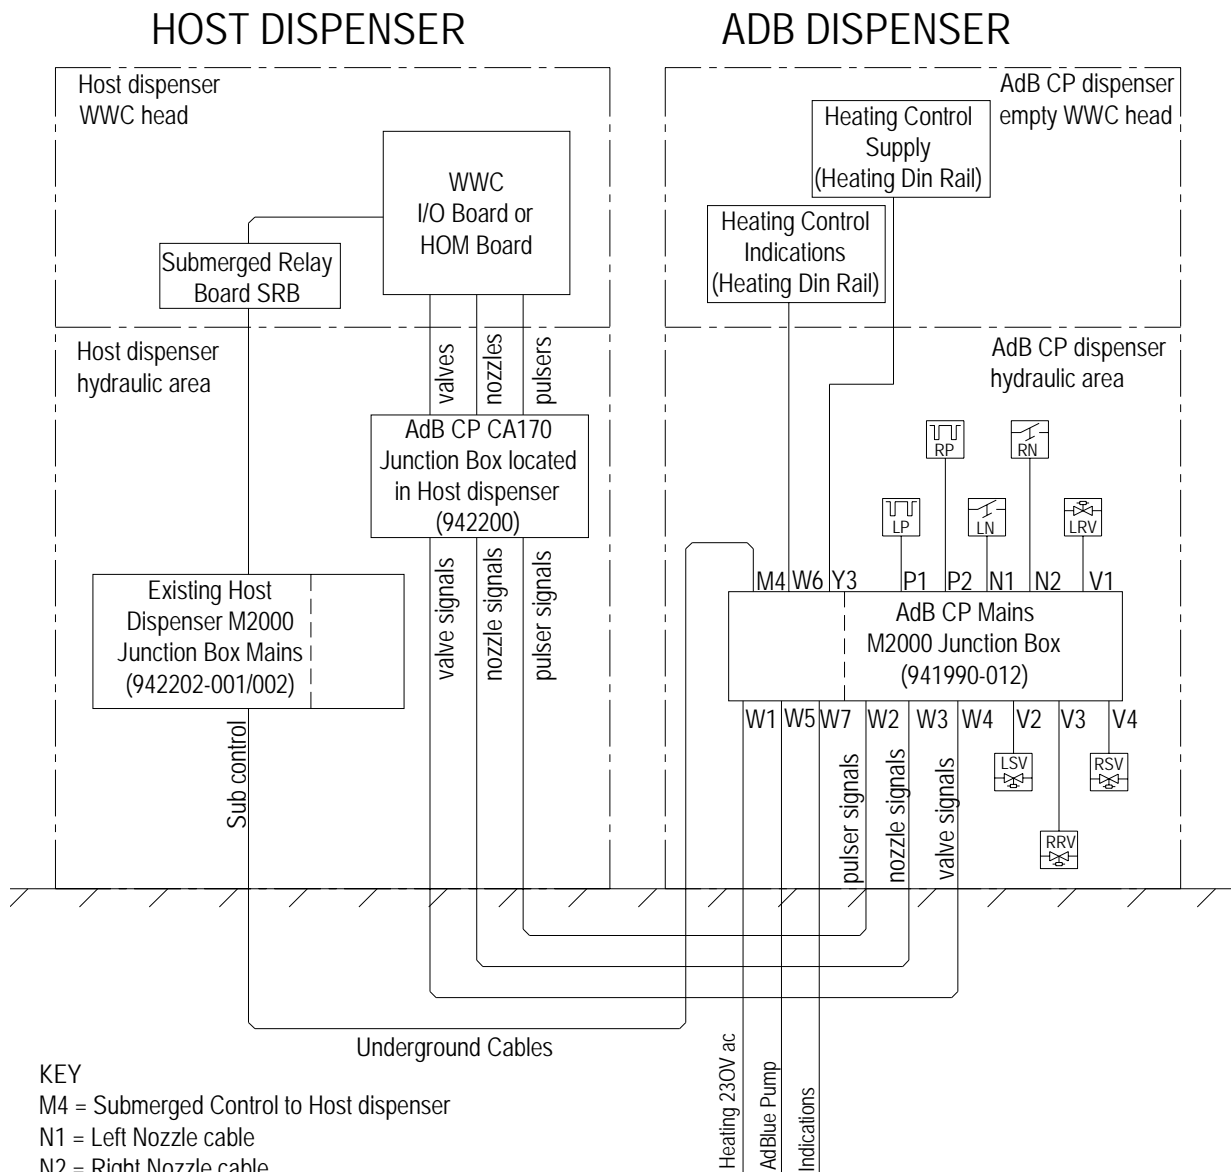 HOST DISPENSER
ADB DISPENSER
Host dispenser
WWC head
AdB CP dispenser
empty WWC head
Heating Control
Supply
(Heating Din Rail)
WWC
I/O Board or
HOM Board
Heating Control
Indications
(Heating Din Rail)
Submerged Relay
Board SRB
Host dispenser
hydraulic area
valves
nozzles
pulsers
AdB CP dispenser
hydraulic area
AdB CP CA170
Junction Box located
in Host dispenser
(942200)
RP
RN
LP
LN
LRV
valve signals
nozzle signals
pulser signals
Existing Host
Dispenser M2000
Junction Box Mains
(942202-001/002)
M4
W6
Y3
P1
P2
N1
N2
V1
AdB CP Mains
M2000 Junction Box
(941990-012)
W1
W5
W7
W2
W3
W4
V2
V3
V4
Sub control
pulser signals
nozzle signals
valve signals
LSV
RSV
RRV
Underground Cables
Heating 23OV ac
AdBlue Pump
Indications
KEY
M4 = Submerged Control to Host dispenser
N1 = Left Nozzle cable
N2 = Right Nozzle cable